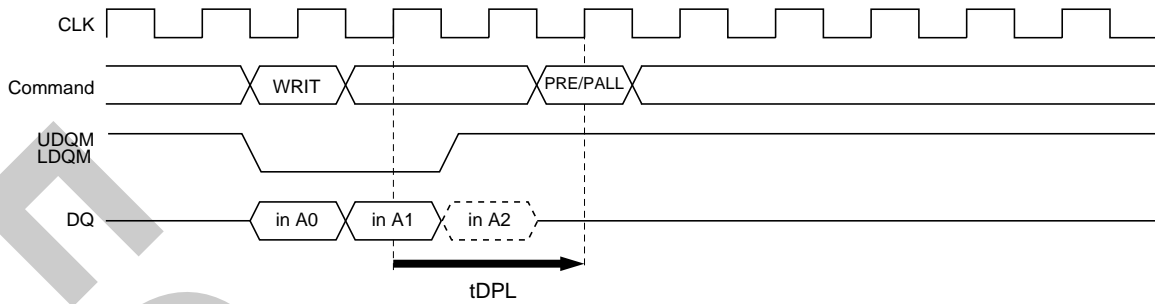 CLK
Command
WRIT
PRE/PALL
UDQM
LDQM
DQ
in A0
in A1
in A2
tDPL